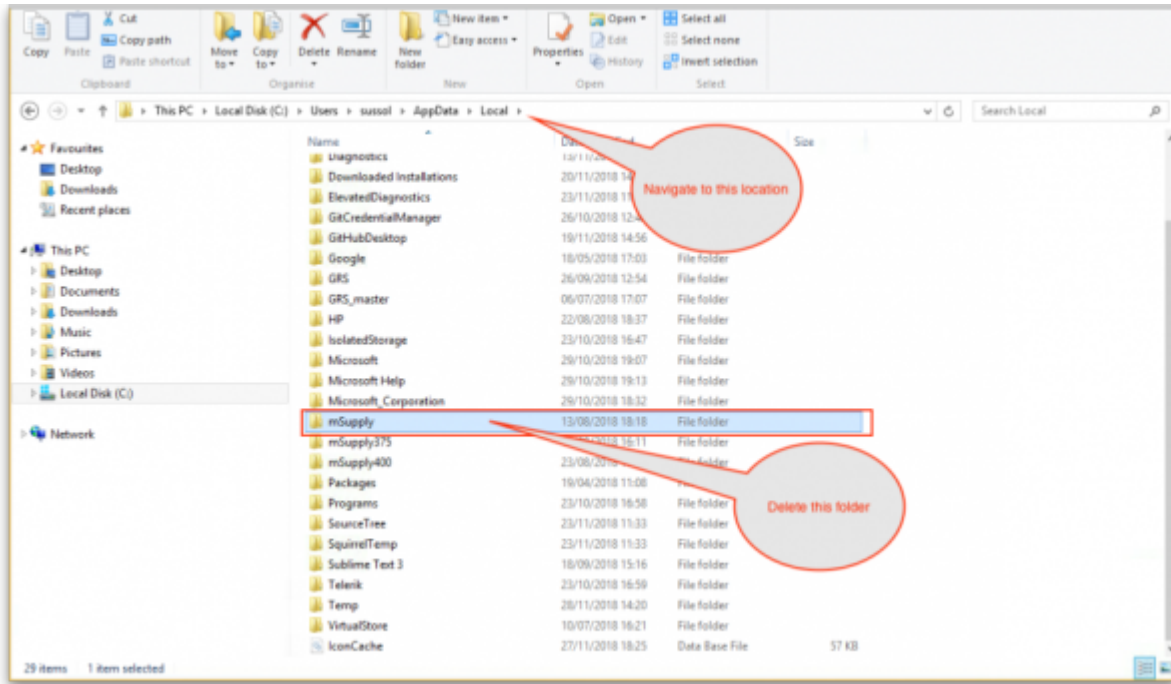 Cut
Copy path
Paste shortcut
Copy
Paste
Clipboard
Move to
Copy to
Delete
Rename
Organise
New folder
New item
Easy access
New
Properties
Open
Edit
History
Open
Select all
Select none
Invert selection
Select
This PC
Local Disk (C:)
Users
sussol
AppData
Local
Search Local
Favourites
Desktop
Downloads
Recent places
This PC
Desktop
Documents
Downloads
Music
Pictures
Videos
Local Disk (C:)
Network
Name
Size
Diagnostics
Downloaded Installations 20/11/2018
ElevatedDiagnostics 23/11/2018
GitCredentialManager 26/10/2018
GitHubDesktop 19/11/2018 14:56
Google 18/05/2018 17:03 File folder
GRS 26/09/2018 12:54 File folder
GRS_master 06/07/2018 17:07 File folder
HP 22/08/2018 18:37 File folder
IsolatedStorage 23/10/2018 16:47 File folder
Microsoft 29/10/2018 19:07 File folder
Microsoft Help 29/10/2018 19:13 File folder
Microsoft_Corporation 29/10/2018 18:32 File folder
mSupply 13/08/2018 18:18 File folder
mSupply375 16:11 File folder
mSupply400 File folder
Packages 19/04/2018 11:08
Programs 23/10/2018 16:58 File folder
SourceTree 23/11/2018 11:33 File folder
SquirrelTemp 23/11/2018 11:33 File folder
Sublime Text 3 18/09/2018 15:16 File folder
Telerik 23/10/2018 16:59 File folder
Temp 28/11/2018 14:20 File folder
VirtualStore 10/07/2018 16:21 File folder
IconCache 27/11/2018 18:25 Data Base File 57 KB
Navigate to this location
Delete this folder
29 items 1 item selected